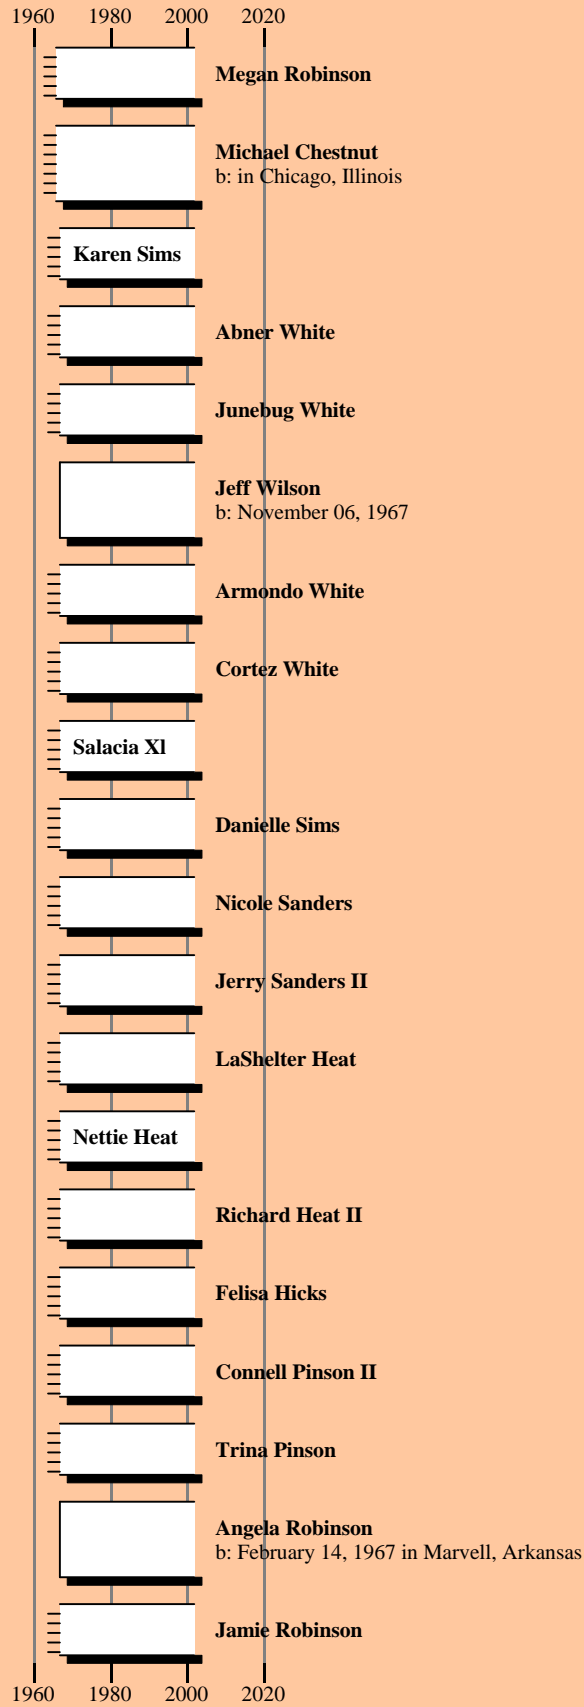 1960 1980 2000 2020
Megan Robinson
Michael Chestnut
b: in Chicago, Illinois
Karen Sims
Abner White
Junebug White
Jeff Wilson
b: November 06, 1967
Armondo White
Cortez White
Salacia Xl
Danielle Sims
Nicole Sanders
Jerry Sanders II
LaShelter Heat
Nettie Heat
Richard Heat II
Felisa Hicks
Connell Pinson II
Trina Pinson
Angela Robinson
b: February 14, 1967 in Marvell, Arkansas
Jamie Robinson
1960 1980 2000 2020